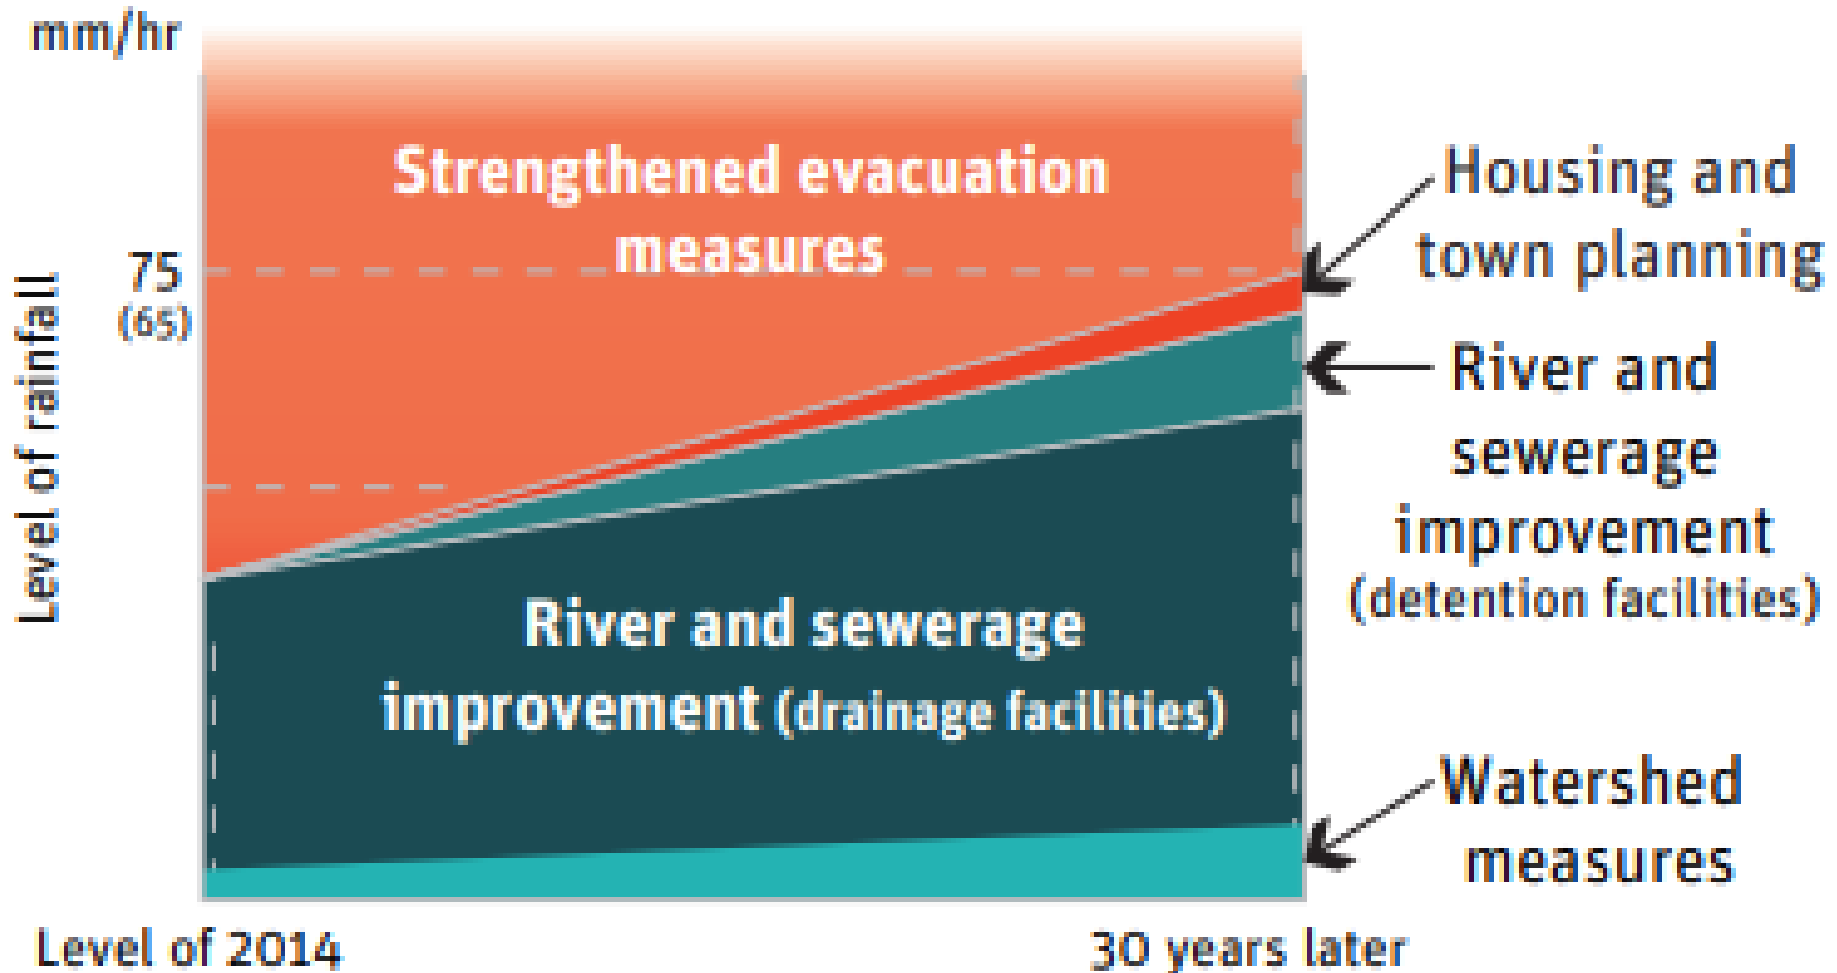 mm/hr
Strengthened evacuation
measures
75
(65)
Level of rainfall
Housing and
town planning
River and
sewerage
improvement
(detention facilities)
River and sewerage
improvement (drainage facilities)
Watershed
measures
Level of 2014
30 years later